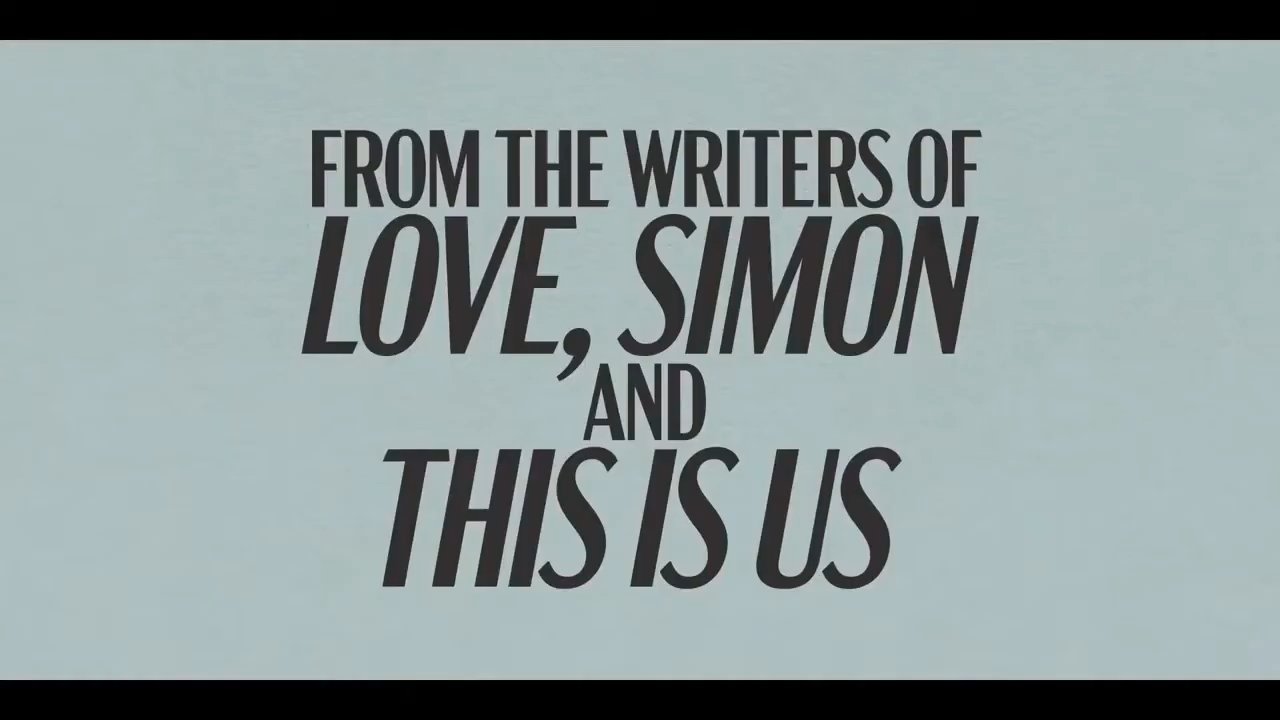 FROM THE WRITERS OF
LOVE, SIMON
AND
THIS IS US